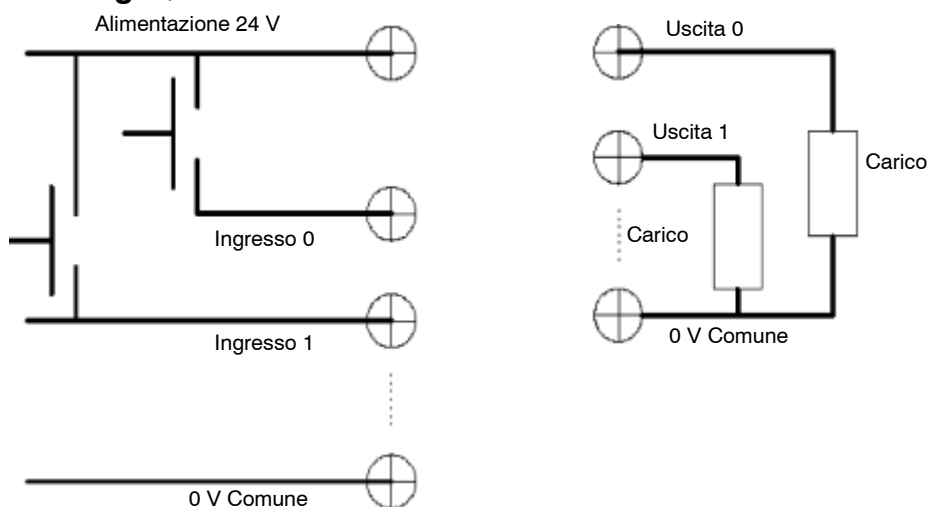 Alimentazione 24 V
Uscita 0
Uscita 1
Carico
Carico
Ingresso 0
Ingresso 1
0 V Comune
0 V Comune